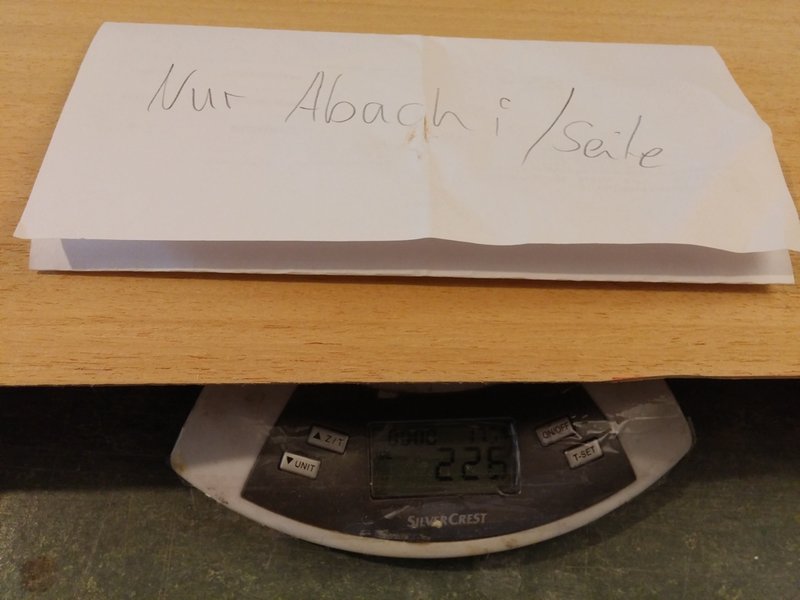 Nur Abachi/Seite
Z/T
UNIT
ON/OFF
T-SET
225
SILVERCREST